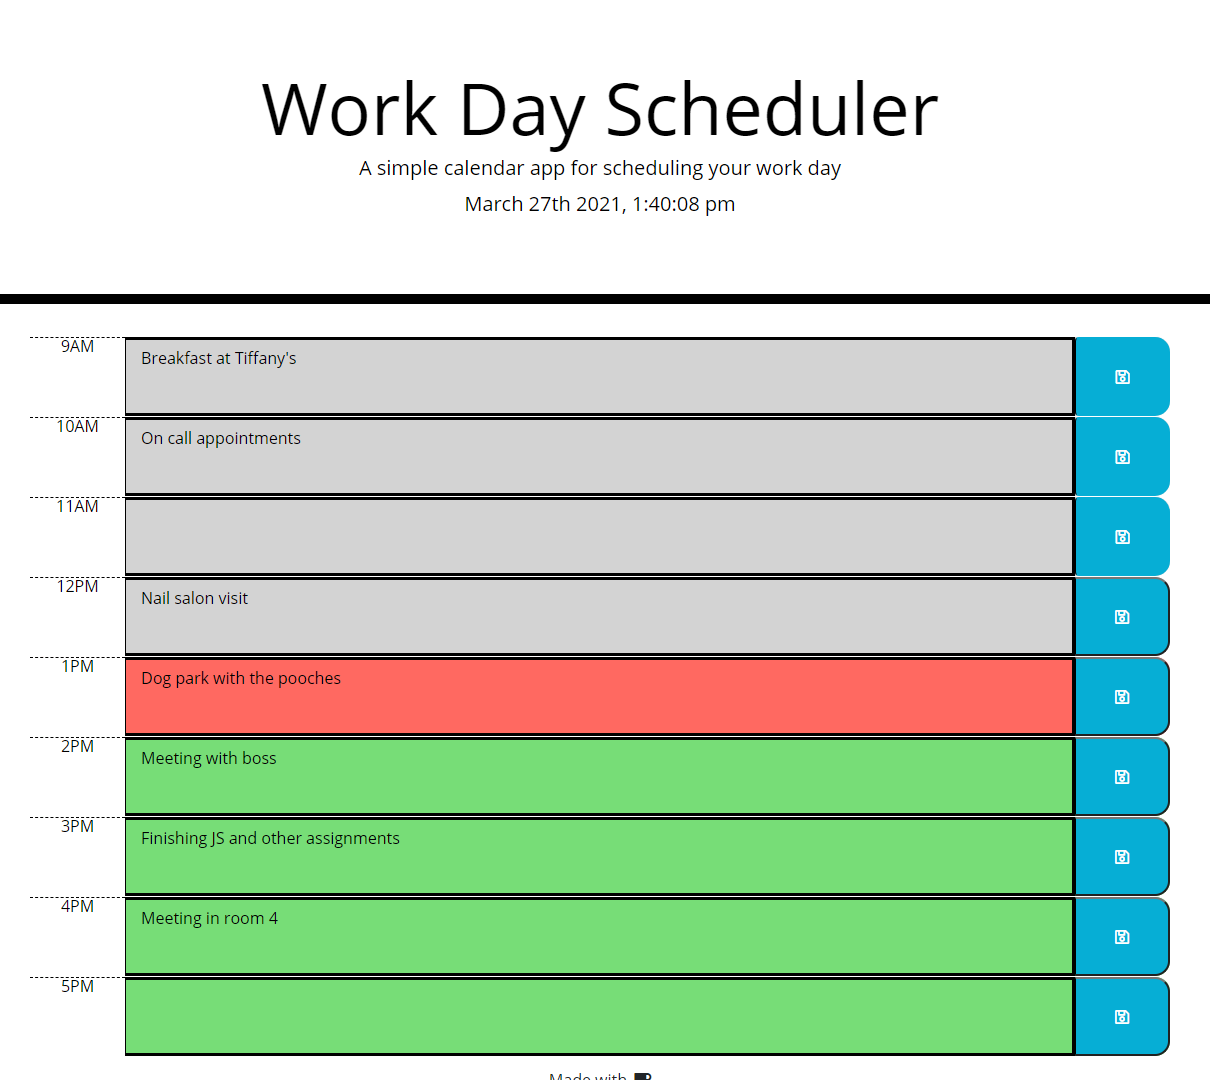 Work Day Scheduler
A simple calendar app for scheduling your work day
March 27th 2021, 1:40:08 pm
9AM
Breakfast at Tiffany's
10AM
On call appointments
11AM
12PM
Nail salon visit
1PM
Dog park with the pooches
2PM
Meeting with boss
3PM
Finishing JS and other assignments
4PM
Meeting in room 4
5PM
Made with